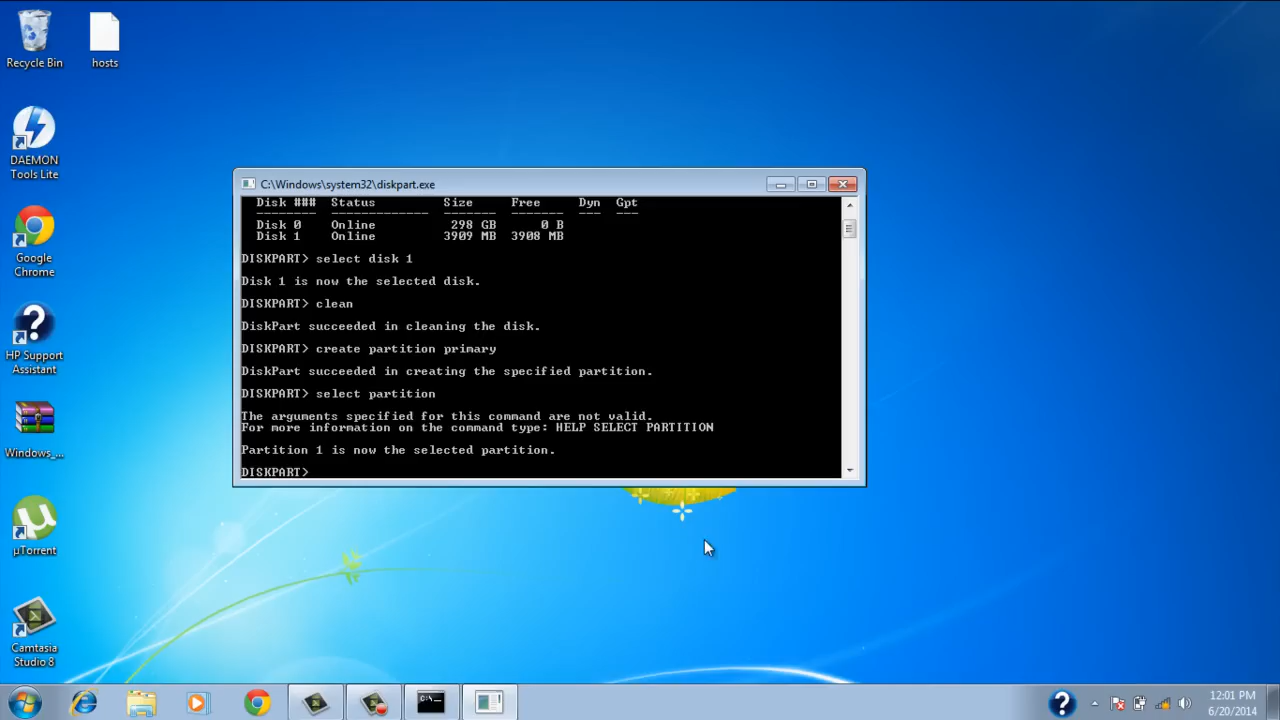 Recycle Bin
hosts
DAEMON
Tools Lite
Google
Chrome
HP Support
Assistant
Windows_...
µTorrent
Camtasia
Studio 8
C:\Windows\system32\diskpart.exe
Disk ### Status Size Free Dyn Gpt
-------- ------------- ------- ------- --- ---
Disk 0 Online 298 GB 0 B
Disk 1 Online 3909 MB 3908 MB
DISKPART> select disk 1
Disk 1 is now the selected disk.
DISKPART> clean
DiskPart succeeded in cleaning the disk.
DISKPART> create partition primary
DiskPart succeeded in creating the specified partition.
DISKPART> select partition
The arguments specified for this command are not valid.
For more information on the command type: HELP SELECT PARTITION
Partition 1 is now the selected partition.
DISKPART>
C:\_
12:01 PM
6/20/2014